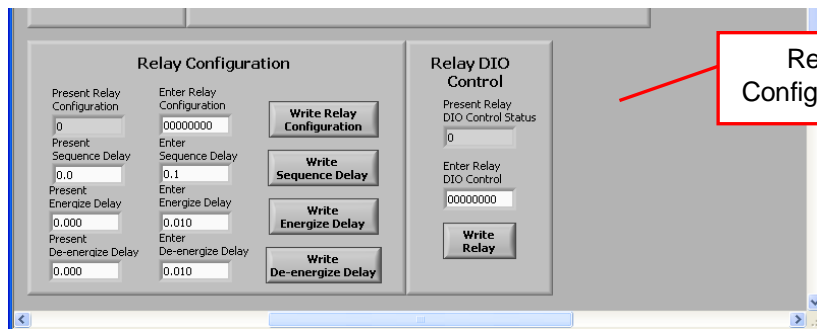 Relay Configuration
Present Relay
Configuration
0
Enter Relay
Configuration
00000000
Write Relay
Configuration
Present
Sequence Delay
0.0
Enter
Sequence Delay
0.1
Write
Sequence Delay
Present
Energize Delay
0.000
Enter
Energize Delay
0.010
Write
Energize Delay
Present
De-energize Delay
0.000
Enter
De-energize Delay
0.010
Write
De-energize Delay
Relay DIO
Control
Present Relay
DIO Control Status
0
Enter Relay
DIO Control
00000000
Write
Relay
Re
Config